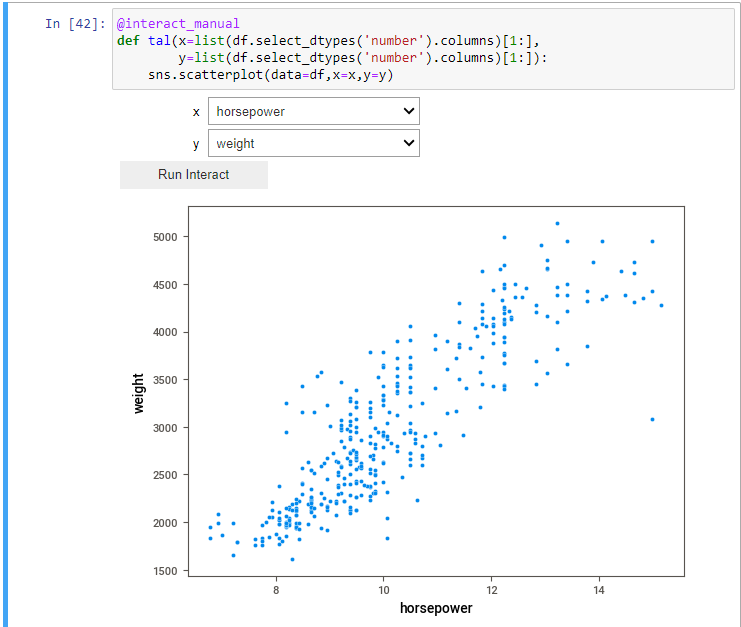 In [42]:
@interact_manual
def tal(x=list(df.select_dtypes('number').columns)[1:],
        y=list(df.select_dtypes('number').columns)[1:]):
    sns.scatterplot(data=df,x=x,y=y)
x horsepower
y weight
Run Interact
5000
4500
4000
3500
3000
2500
2000
1500
weight
8 10 12 14
horsepower